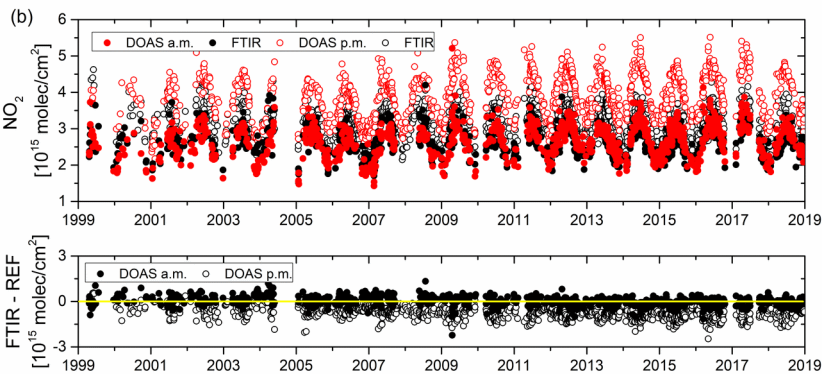 (b)
NO2
[10^15 molec/cm^2]
6
5
4
3
2
1
DOAS a.m. FTIR DOAS p.m. FTIR
1999 2001 2003 2005 2007 2009 2011 2013 2015 2017 2019
FTIR - REF
[10^15 molec/cm^2]
3
0
-3
DOAS a.m. DOAS p.m.
1999 2001 2003 2005 2007 2009 2011 2013 2015 2017 2019